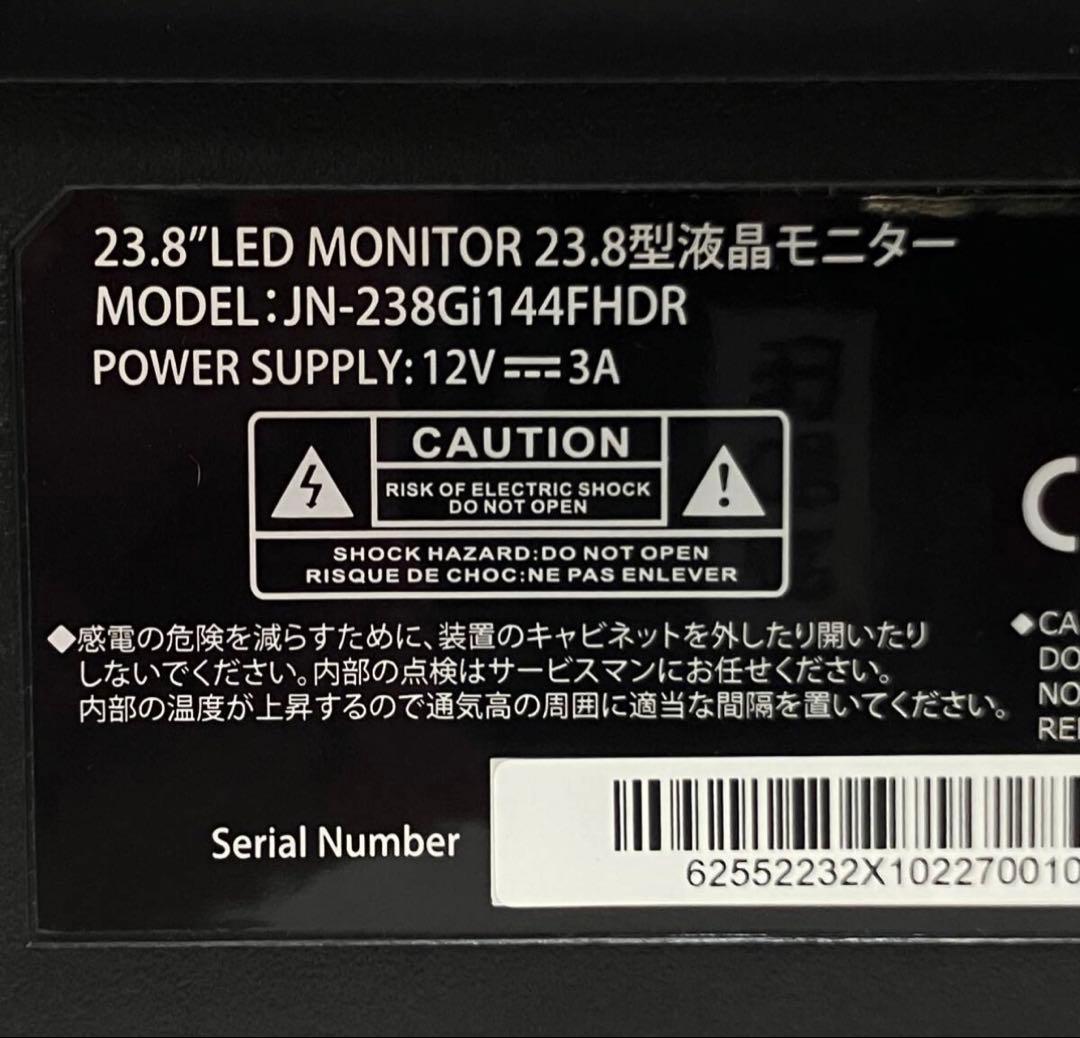 23.8"LED MONITOR 23.8型液晶モニター
MODEL:JN-238Gi144FHDR
POWER SUPPLY: 12V⎓3A
CAUTION
RISK OF ELECTRIC SHOCK
DO NOT OPEN
SHOCK HAZARD:DO NOT OPEN
RISQUE DE CHOC:NE PAS ENLEVER
◆感電の危険を減らすために、装置のキャビネットを外したり開いたり
しないでください。内部の点検はサービスマンにお任せください。
内部の温度が上昇するので通気高の周囲に適当な間隔を置いてください。
◆CA
DO
NO
Serial Number
62552232X102270010